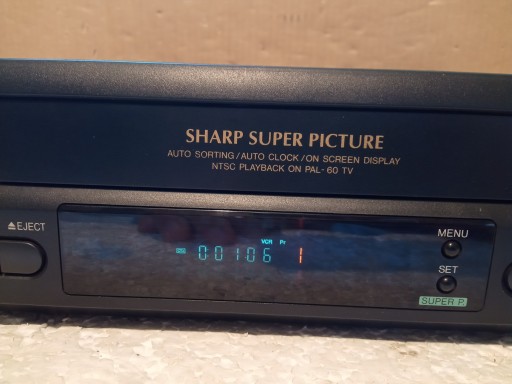 SHARP SUPER PICTURE
AUTO SORTING/AUTO CLOCK/ON SCREEN DISPLAY
NTSC PLAYBACK ON PAL-60 TV
⏏EJECT
MENU
VCR Pr
00106 1
SET
SUPER P.